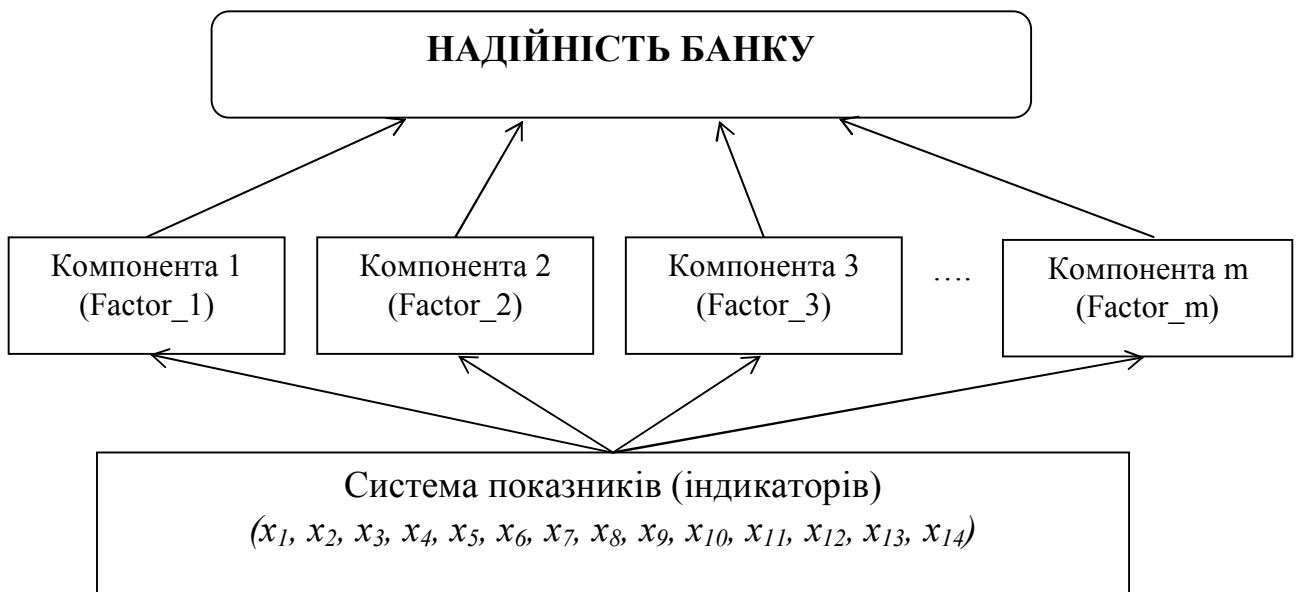 НАДІЙНІСТЬ БАНКУ
Компонента 1
(Factor_1)
Компонента 2
(Factor_2)
Компонента 3
(Factor_3)
….
Компонента m
(Factor_m)
Система показників (індикаторів)
(x1, x2, x3, x4, x5, x6, x7, x8, x9, x10, x11, x12, x13, x14)